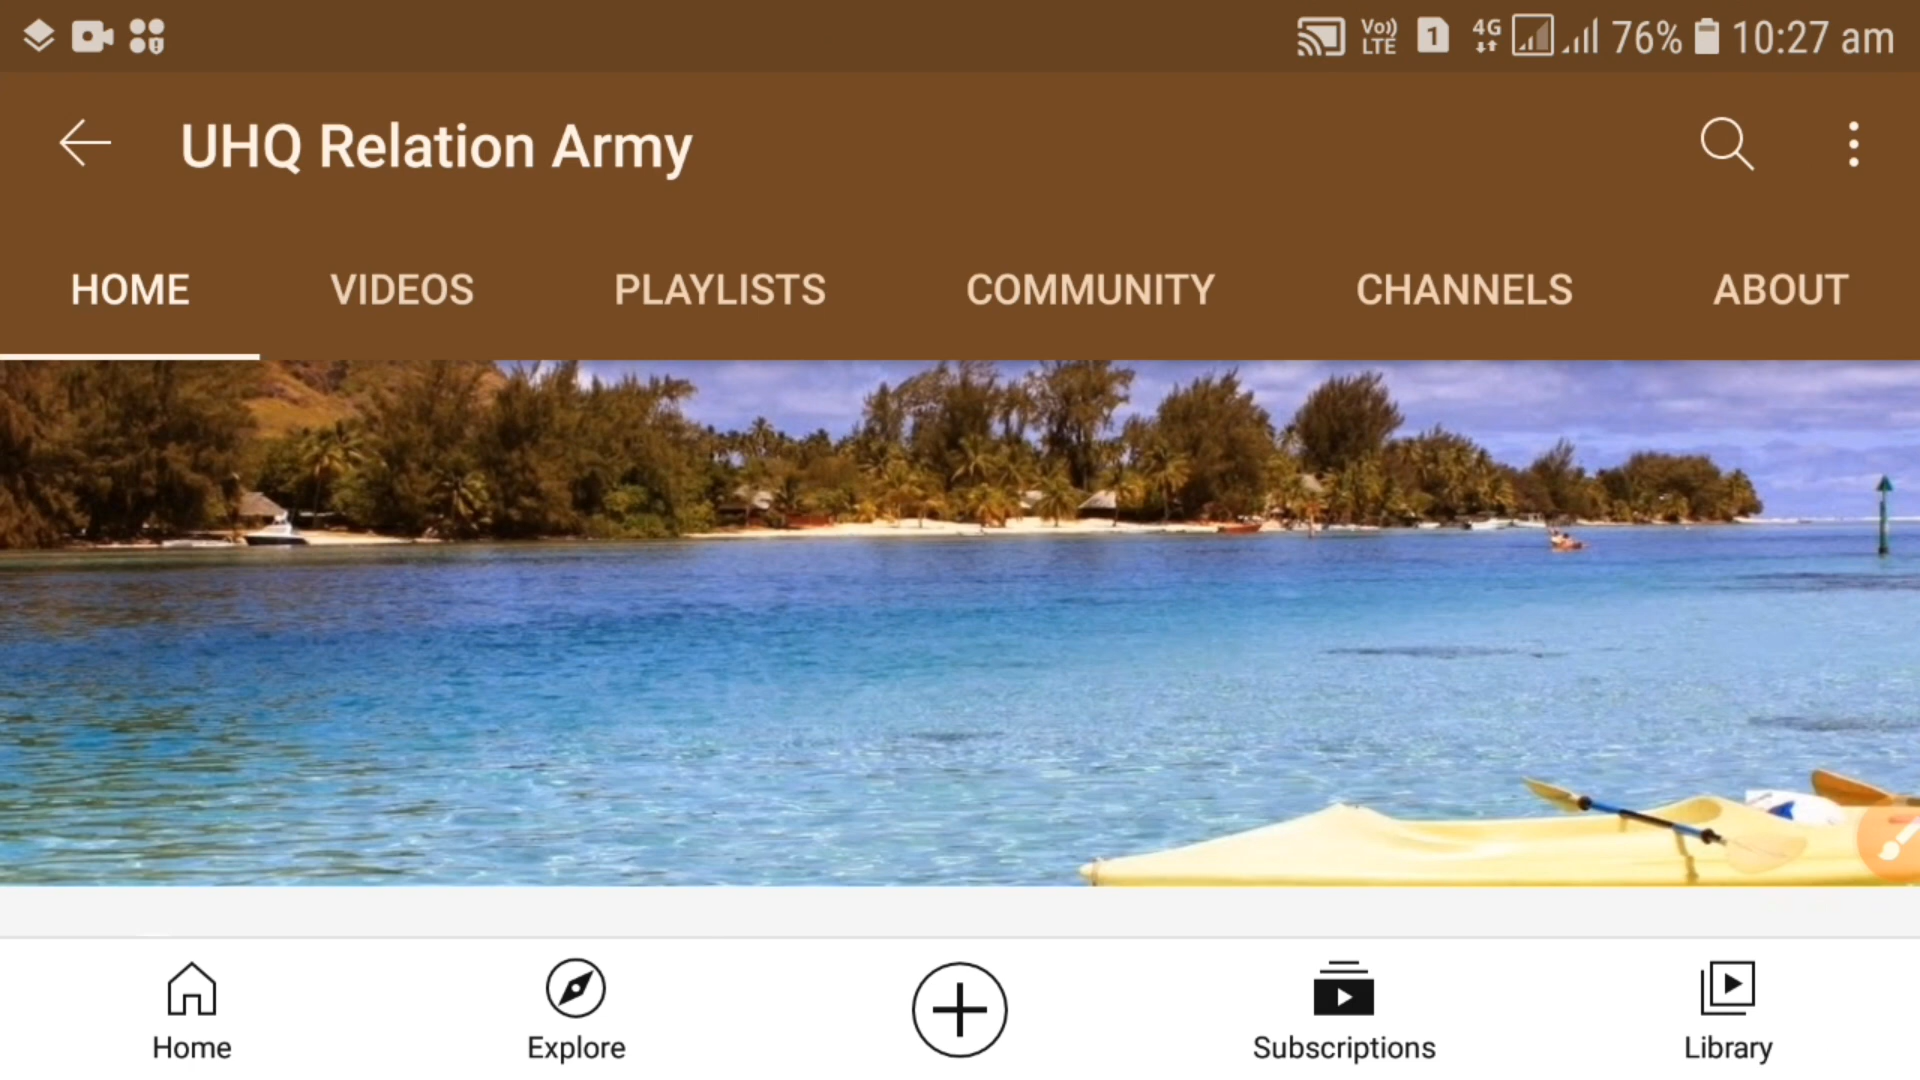 Vo)) LTE 1 4G 76% 10:27 am
UHQ Relation Army
HOME VIDEOS PLAYLISTS COMMUNITY CHANNELS ABOUT
Home Explore Subscriptions Library